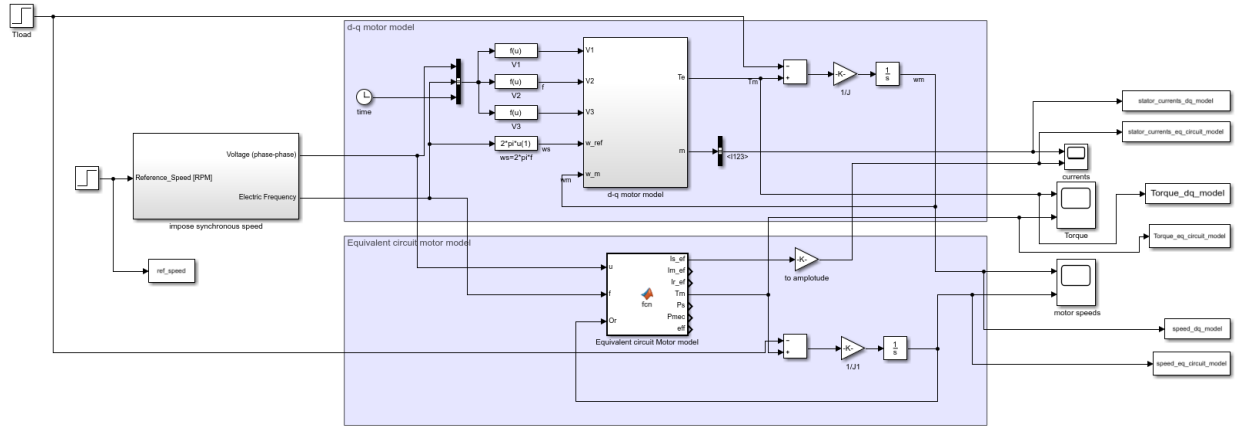 Tload
d-q motor model
time
f(u)
V1
f(u)
V2
f
f(u)
V3
2*pi*u(1)
ws=2*pi*f
ws
V1
V2
V3
w_ref
w_m
Te
m
wm
d-q motor model
<I123>
Tm
-
+
-K-
1/J
1
s
wm
Reference_Speed [RPM]
Voltage (phase-phase)
Electric Frequency
impose synchronous speed
ref_speed
Equivalent circuit motor model
u
f
Or
fcn
Is_ef
Im_ef
Ir_ef
Tm
Ps
Pmec
eff
Equivalent circuit Motor model
-K-
to amplotude
-
+
-K-
1/J1
1
s
stator_currents_dq_model
stator_currents_eq_circuit_model
currents
Torque_dq_model
Torque
Torque_eq_circuit_model
motor speeds
speed_dq_model
speed_eq_circuit_model